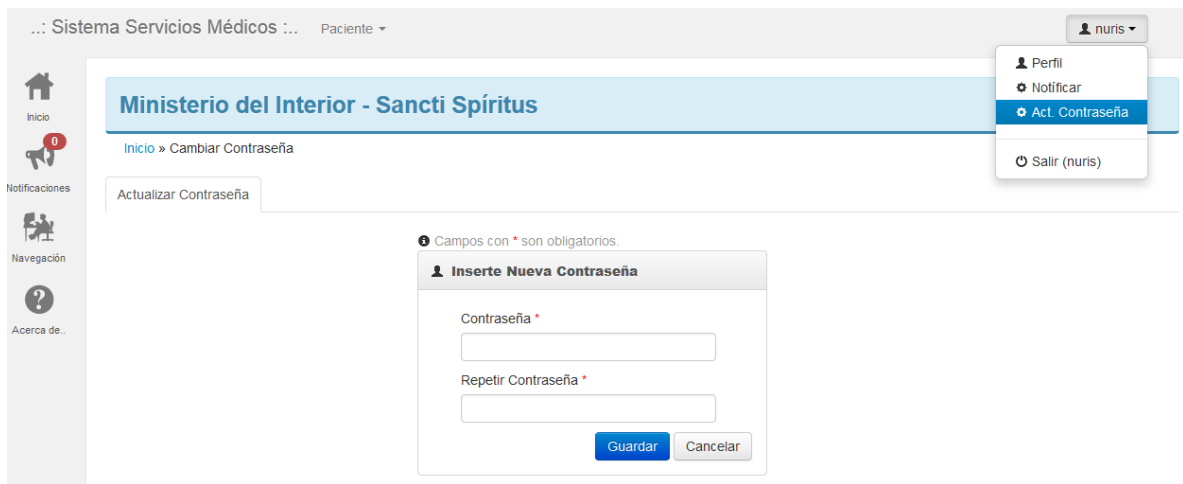 ..: Sistema Servicios Médicos :.. Paciente
nuris
Perfil
Notíficar
Act. Contraseña
Salir (nuris)
Inicio
0
Notificaciones
Navegación
Acerca de..
Ministerio del Interior - Sancti Spíritus
Inicio » Cambiar Contraseña
Actualizar Contraseña
Campos con * son obligatorios.
Inserte Nueva Contraseña
Contraseña *
Repetir Contraseña *
Guardar Cancelar